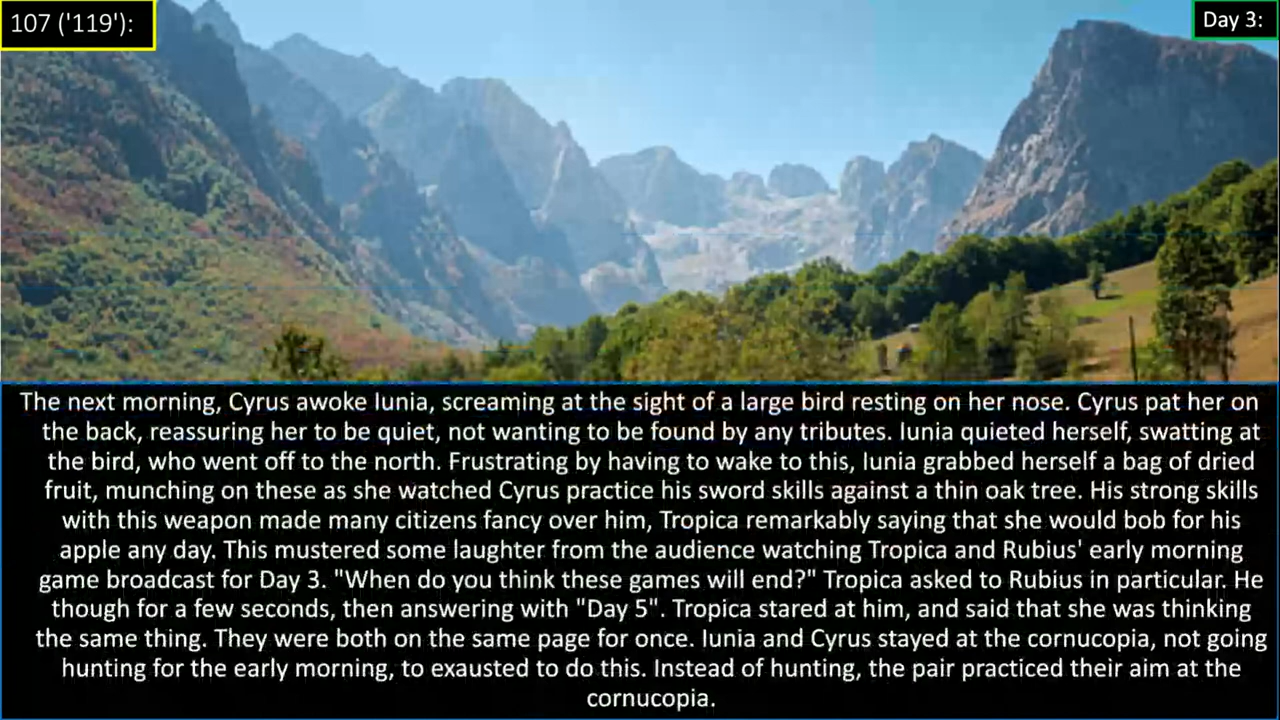 107 ('119'):
Day 3:
The next morning, Cyrus awoke Iunia, screaming at the sight of a large bird resting on her nose. Cyrus pat her on
the back, reassuring her to be quiet, not wanting to be found by any tributes. Iunia quieted herself, swatting at
the bird, who went off to the north. Frustrating by having to wake to this, Iunia grabbed herself a bag of dried
fruit, munching on these as she watched Cyrus practice his sword skills against a thin oak tree. His strong skills
with this weapon made many citizens fancy over him, Tropica remarkably saying that she would bob for his
apple any day. This mustered some laughter from the audience watching Tropica and Rubius' early morning
game broadcast for Day 3. "When do you think these games will end?" Tropica asked to Rubius in particular. He
though for a few seconds, then answering with "Day 5". Tropica stared at him, and said that she was thinking
the same thing. They were both on the same page for once. Iunia and Cyrus stayed at the cornucopia, not going
hunting for the early morning, to exausted to do this. Instead of hunting, the pair practiced their aim at the
cornucopia.